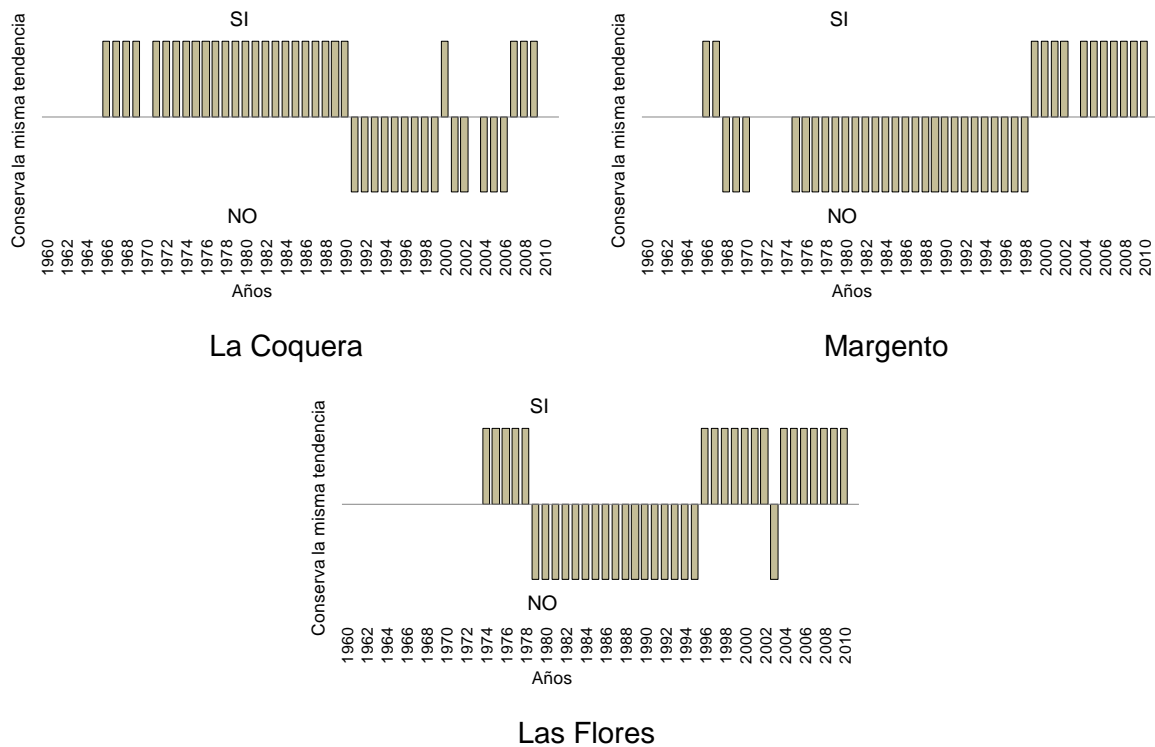 SI
Conserva la misma tendencia
NO
1960 1962 1964 1966 1968 1970 1972 1974 1976 1978 1980 1982 1984 1986 1988 1990 1992 1994 1996 1998 2000 2002 2004 2006 2008 2010
Años
La Coquera
SI
Conserva la misma tendencia
NO
1960 1962 1964 1966 1968 1970 1972 1974 1976 1978 1980 1982 1984 1986 1988 1990 1992 1994 1996 1998 2000 2002 2004 2006 2008 2010
Años
Margento
SI
Conserva la misma tendencia
NO
1960 1962 1964 1966 1968 1970 1972 1974 1976 1978 1980 1982 1984 1986 1988 1990 1992 1994 1996 1998 2000 2002 2004 2006 2008 2010
Años
Las Flores